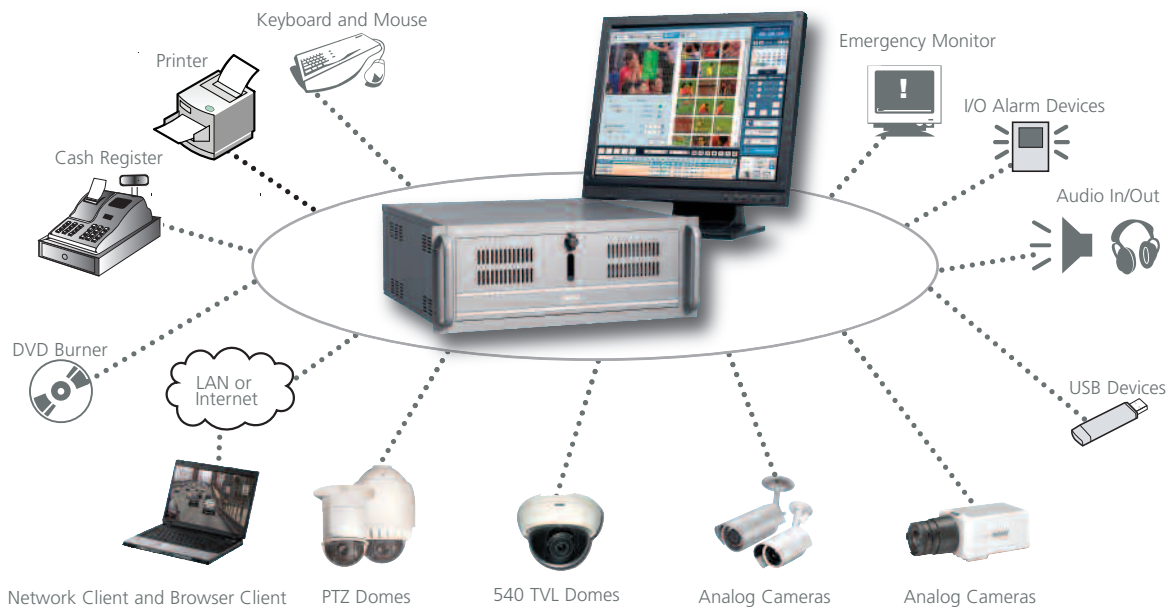 Keyboard and Mouse
Printer
Cash Register
DVD Burner
LAN or
Internet
Network Client and Browser Client
PTZ Domes
540 TVL Domes
Analog Cameras
Analog Cameras
USB Devices
Audio In/Out
I/O Alarm Devices
Emergency Monitor
!